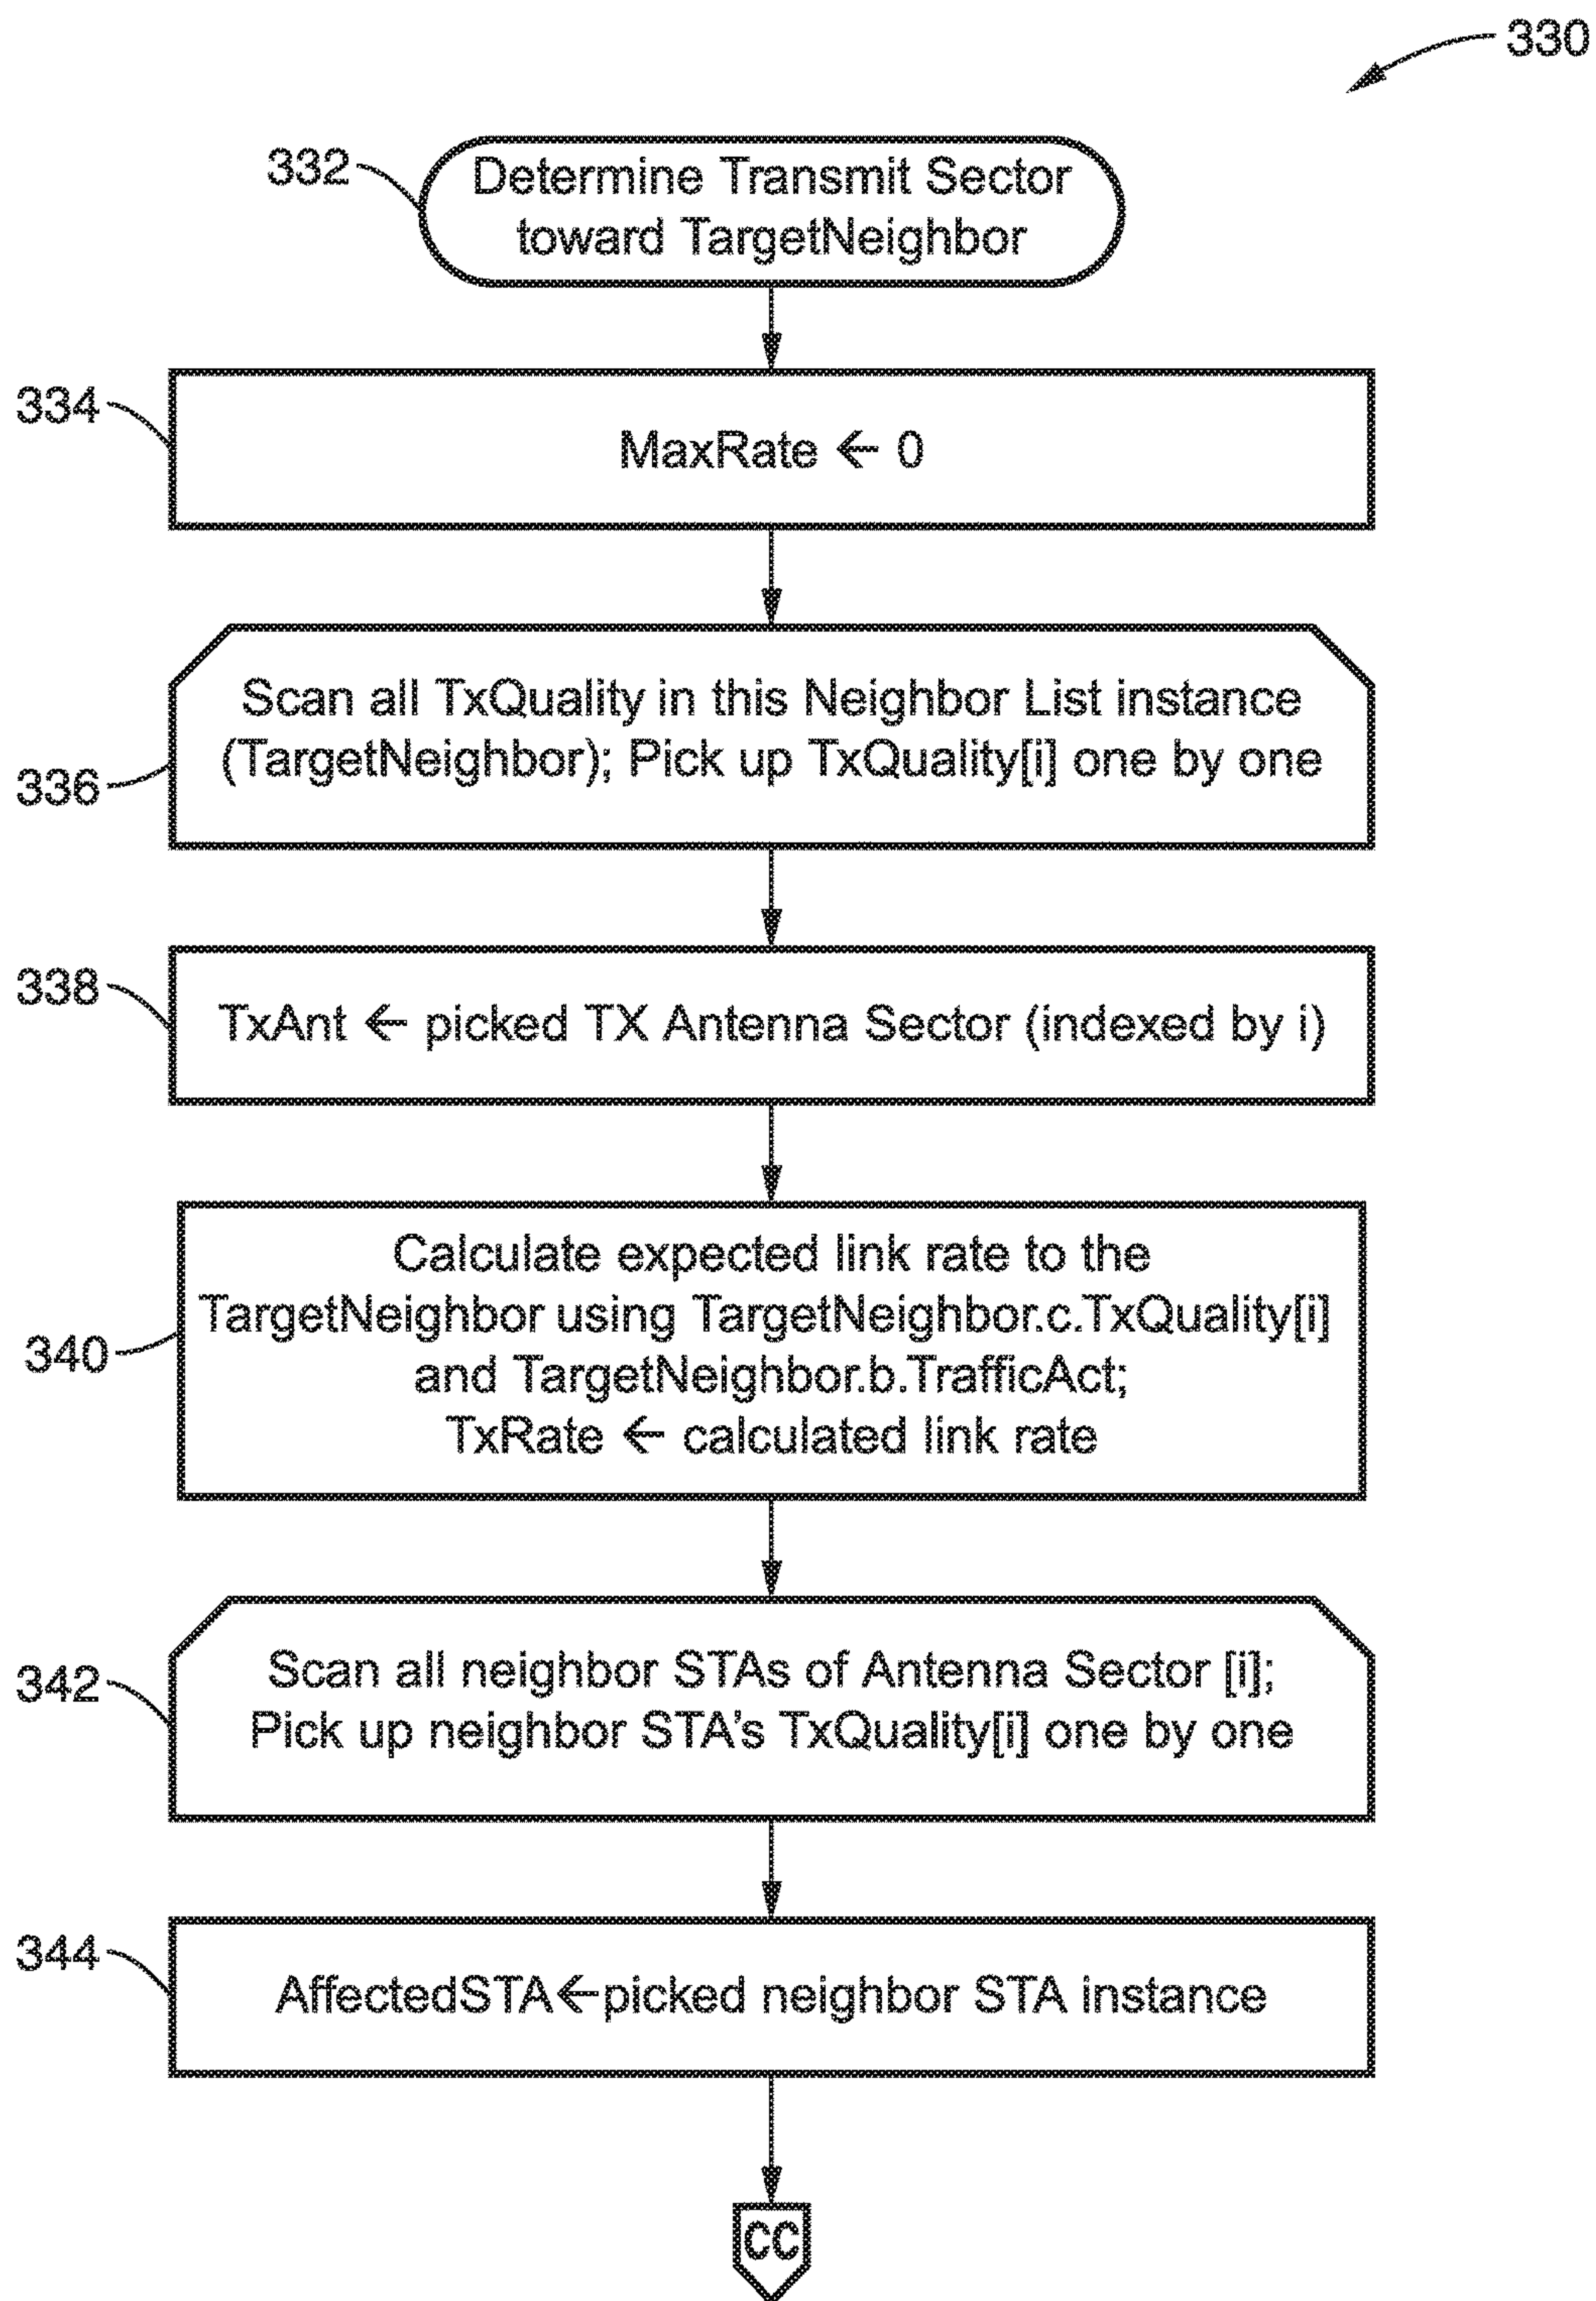 330
332
Determine Transmit Sector
toward TargetNeighbor
334
MaxRate ← 0
336
Scan all TxQuality in this Neighbor List instance
(TargetNeighbor); Pick up TxQuality[i] one by one
338
TxAnt ← picked TX Antenna Sector (indexed by i)
340
Calculate expected link rate to the
TargetNeighbor using TargetNeighbor.c.TxQuality[i]
and TargetNeighbor.b.TrafficAct;
TxRate ← calculated link rate
342
Scan all neighbor STAs of Antenna Sector [i];
Pick up neighbor STA's TxQuality[i] one by one
344
AffectedSTA←picked neighbor STA instance
CC